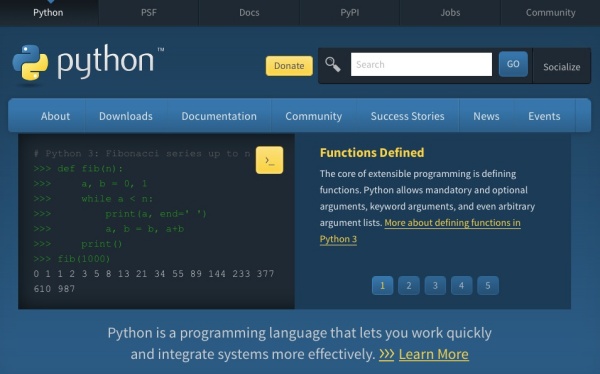 Python PSF Docs PyPI Jobs Community
python™
Donate Search GO Socialize
About Downloads Documentation Community Success Stories News Events
# Python 3: Fibonacci series up to n
>_
>>> def fib(n):
>>>     a, b = 0, 1
>>>     while a < n:
>>>         print(a, end=' ')
>>>         a, b = b, a+b
>>>     print()
>>> fib(1000)
0 1 1 2 3 5 8 13 21 34 55 89 144 233 377
610 987
Functions Defined
The core of extensible programming is defining
functions. Python allows mandatory and optional
arguments, keyword arguments, and even arbitrary
argument lists. More about defining functions in
Python 3
1 2 3 4 5
Python is a programming language that lets you work quickly
and integrate systems more effectively. >>> Learn More